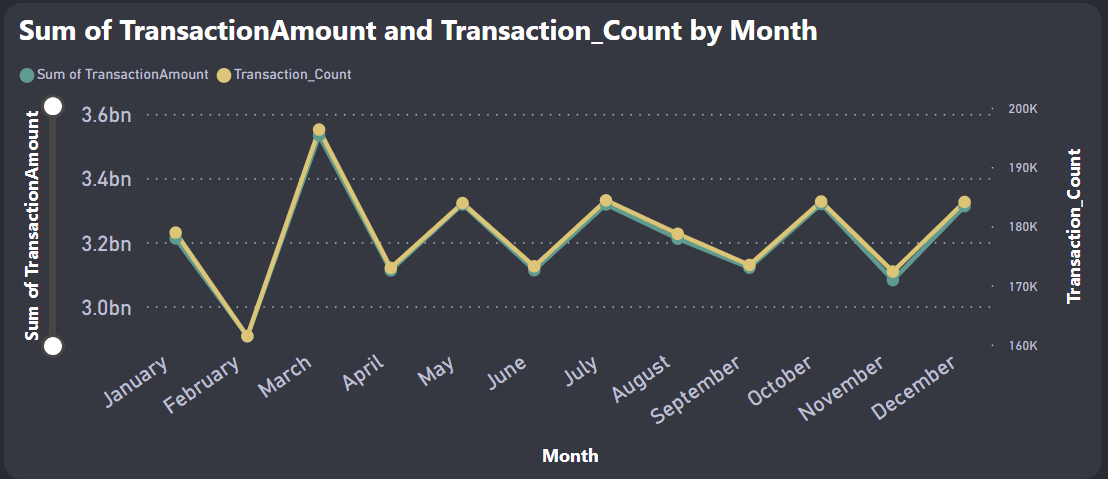 Sum of TransactionAmount and Transaction_Count by Month
Sum of TransactionAmount Transaction_Count
Sum of TransactionAmount
3.6bn
3.4bn
3.2bn
3.0bn
200K
190K
180K
170K
160K
Transaction_Count
January
February
March
April
May
June
July
August
September
October
November
December
Month